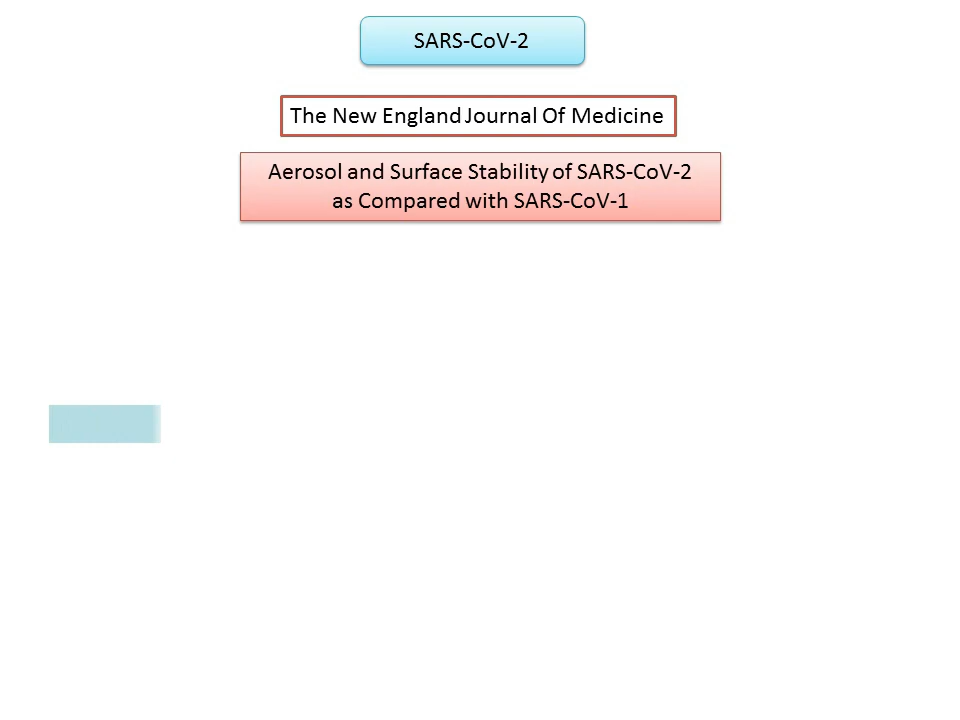 SARS-CoV-2
The New England Journal Of Medicine
Aerosol and Surface Stability of SARS-CoV-2
as Compared with SARS-CoV-1